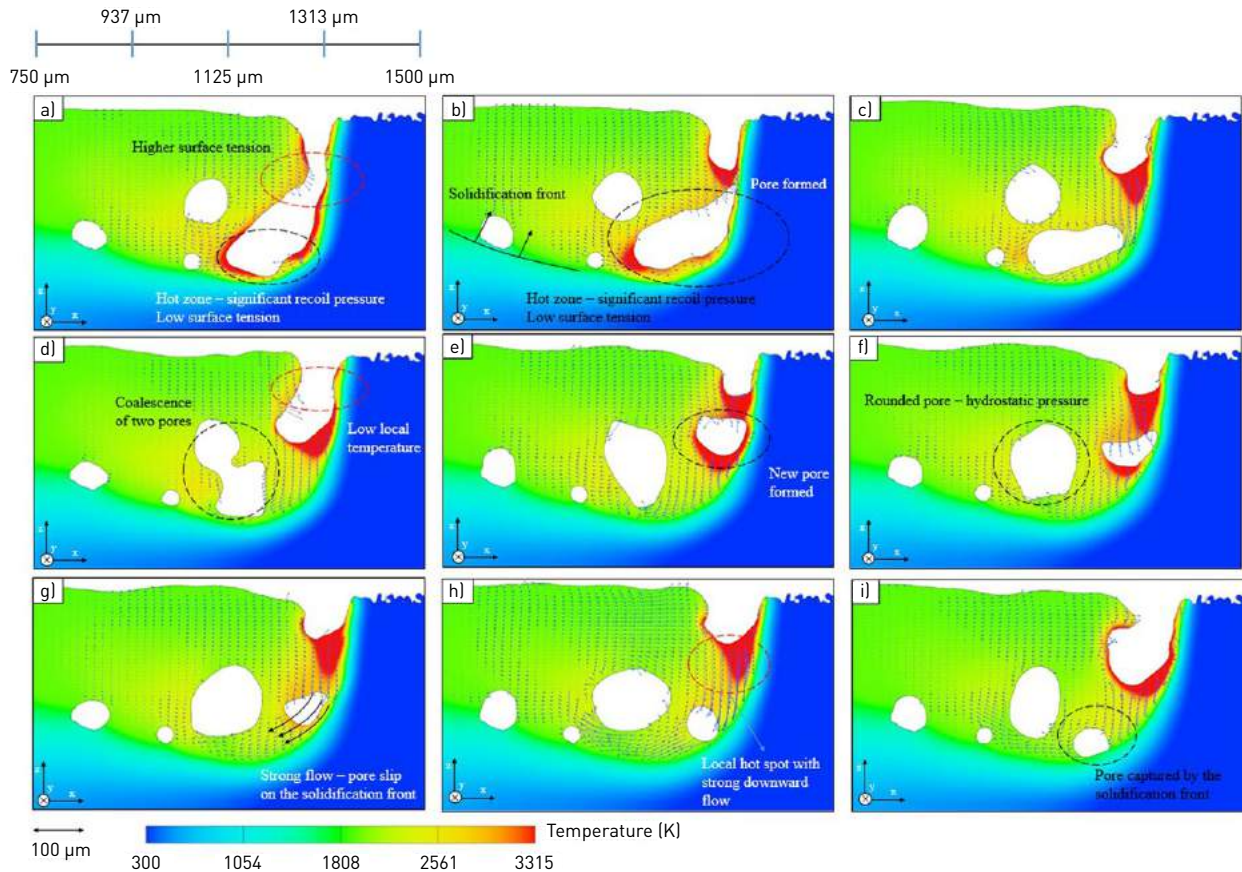 937 µm 1313 µm
750 µm 1125 µm 1500 µm
a)
Higher surface tension
Hot zone – significant recoil pressure
Low surface tension
z
y x
b)
Solidification front
Pore formed
Hot zone – significant recoil pressure
Low surface tension
z
y x
c)
z
y x
d)
Coalescence
of two pores
Low local
temperature
z
y x
e)
New pore
formed
z
y x
f)
Rounded pore – hydrostatic pressure
z
y x
g)
Strong flow – pore slip
on the solidification front
z
y x
h)
Local hot spot with
strong downward
flow
z
y x
i)
Pore captured by the
solidification front
z
y x
100 µm
Temperature (K)
300 1054 1808 2561 3315